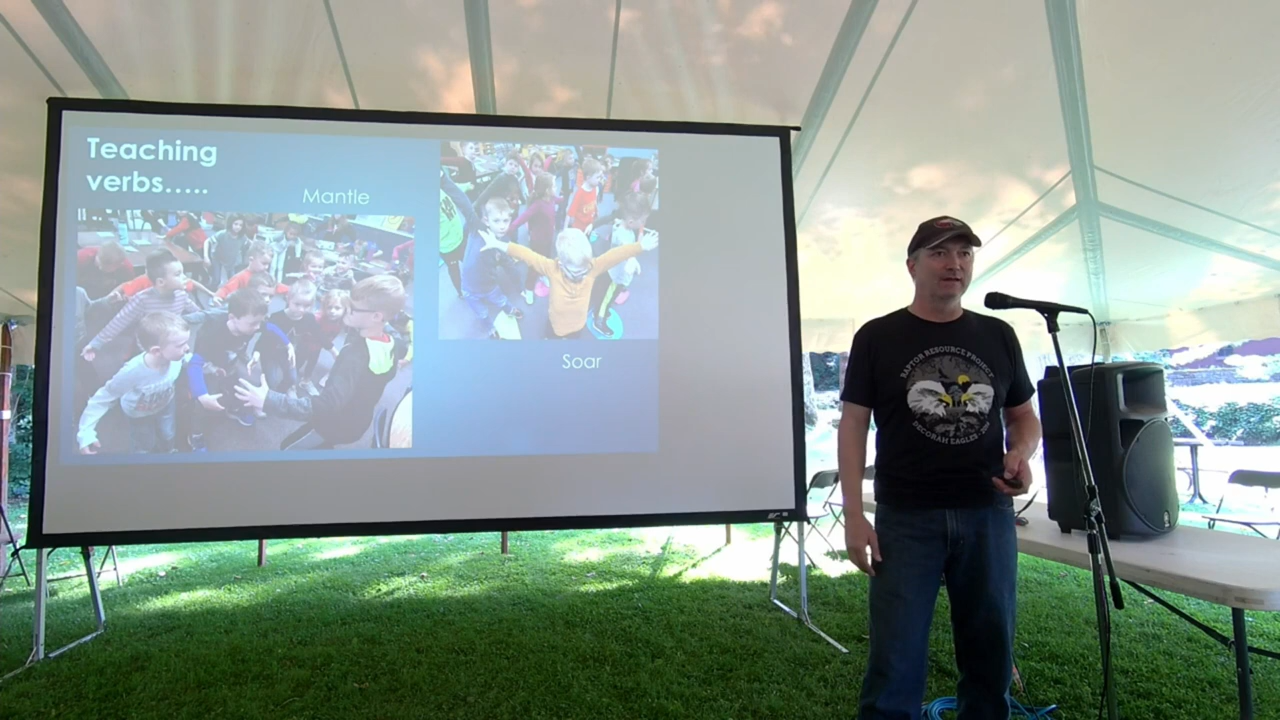 Teaching
verbs.....
Mantle
Soar
RAPTOR RESOURCE PROJECT
DECORAH EAGLES